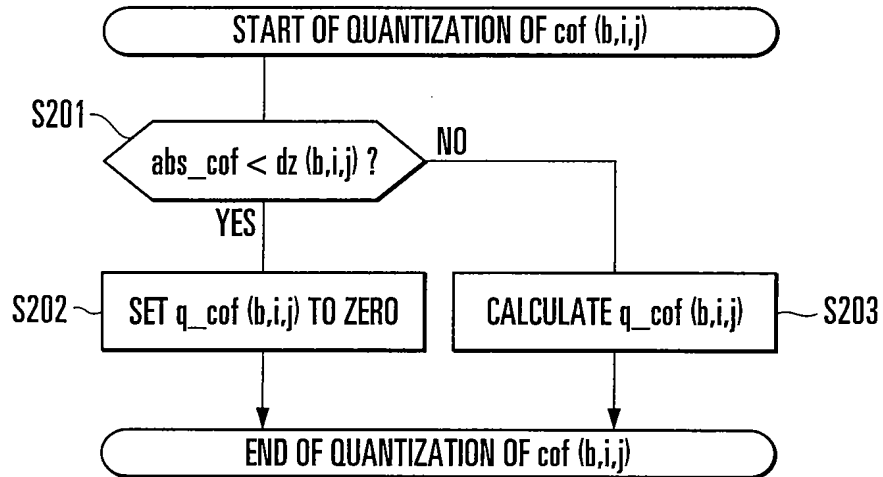 START OF QUANTIZATION OF cof (b,i,j)
S201
abs_cof < dz (b,i,j) ?
NO
YES
S202
SET q_cof (b,i,j) TO ZERO
CALCULATE q_cof (b,i,j)
S203
END OF QUANTIZATION OF cof (b,i,j)